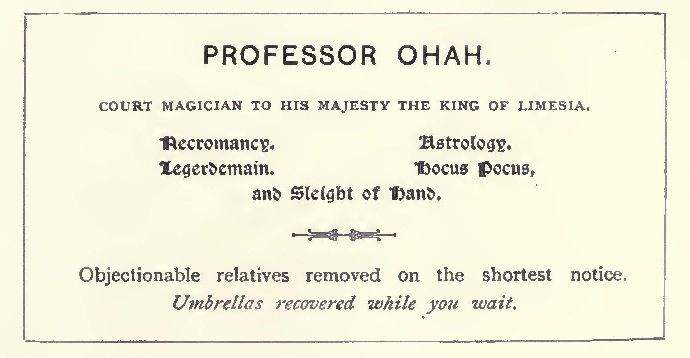 PROFESSOR OHAH.
COURT MAGICIAN TO HIS MAJESTY THE KING OF LIMESIA.
Necromancy. Astrology.
Legerdemain. Hocus Pocus,
and Sleight of Hand.
Objectionable relatives removed on the shortest notice.
Umbrellas recovered while you wait.